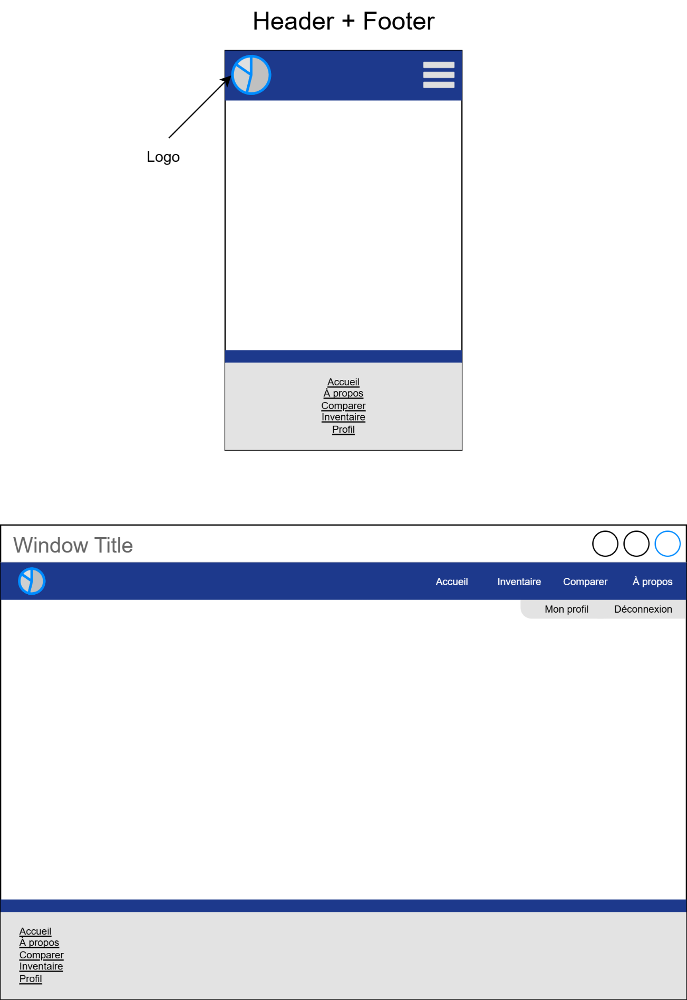 Header + Footer
Logo
Accueil
À propos
Comparer
Inventaire
Profil
Window Title
Accueil Inventaire Comparer À propos
Mon profil Déconnexion
Accueil
À propos
Comparer
Inventaire
Profil